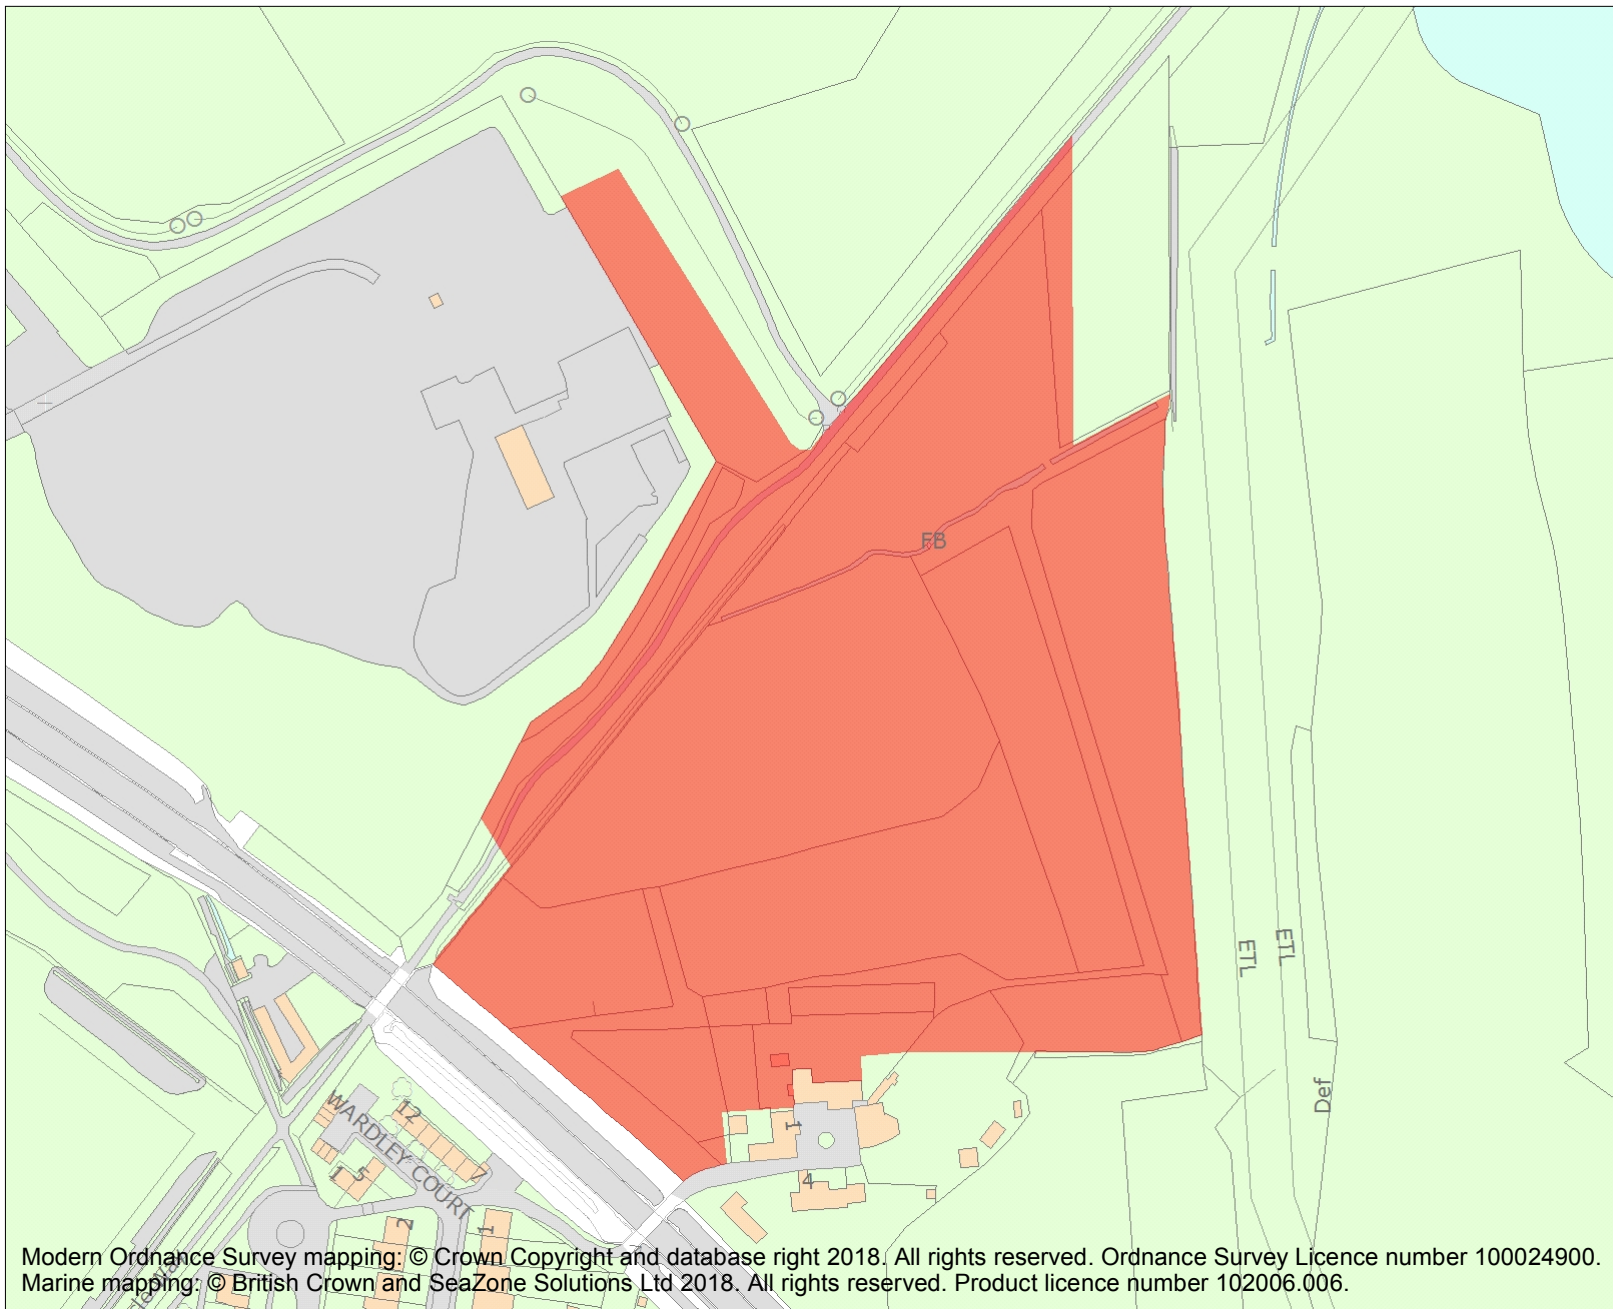 FB
ETL
ETL
Def
WARDLEY COURT
12
7
1
5
1
4
2
1
Modern Ordnance Survey mapping: © Crown Copyright and database right 2018. All rights reserved. Ordnance Survey Licence number 100024900.
Marine mapping: © British Crown and SeaZone Solutions Ltd 2018. All rights reserved. Product licence number 102006.006.